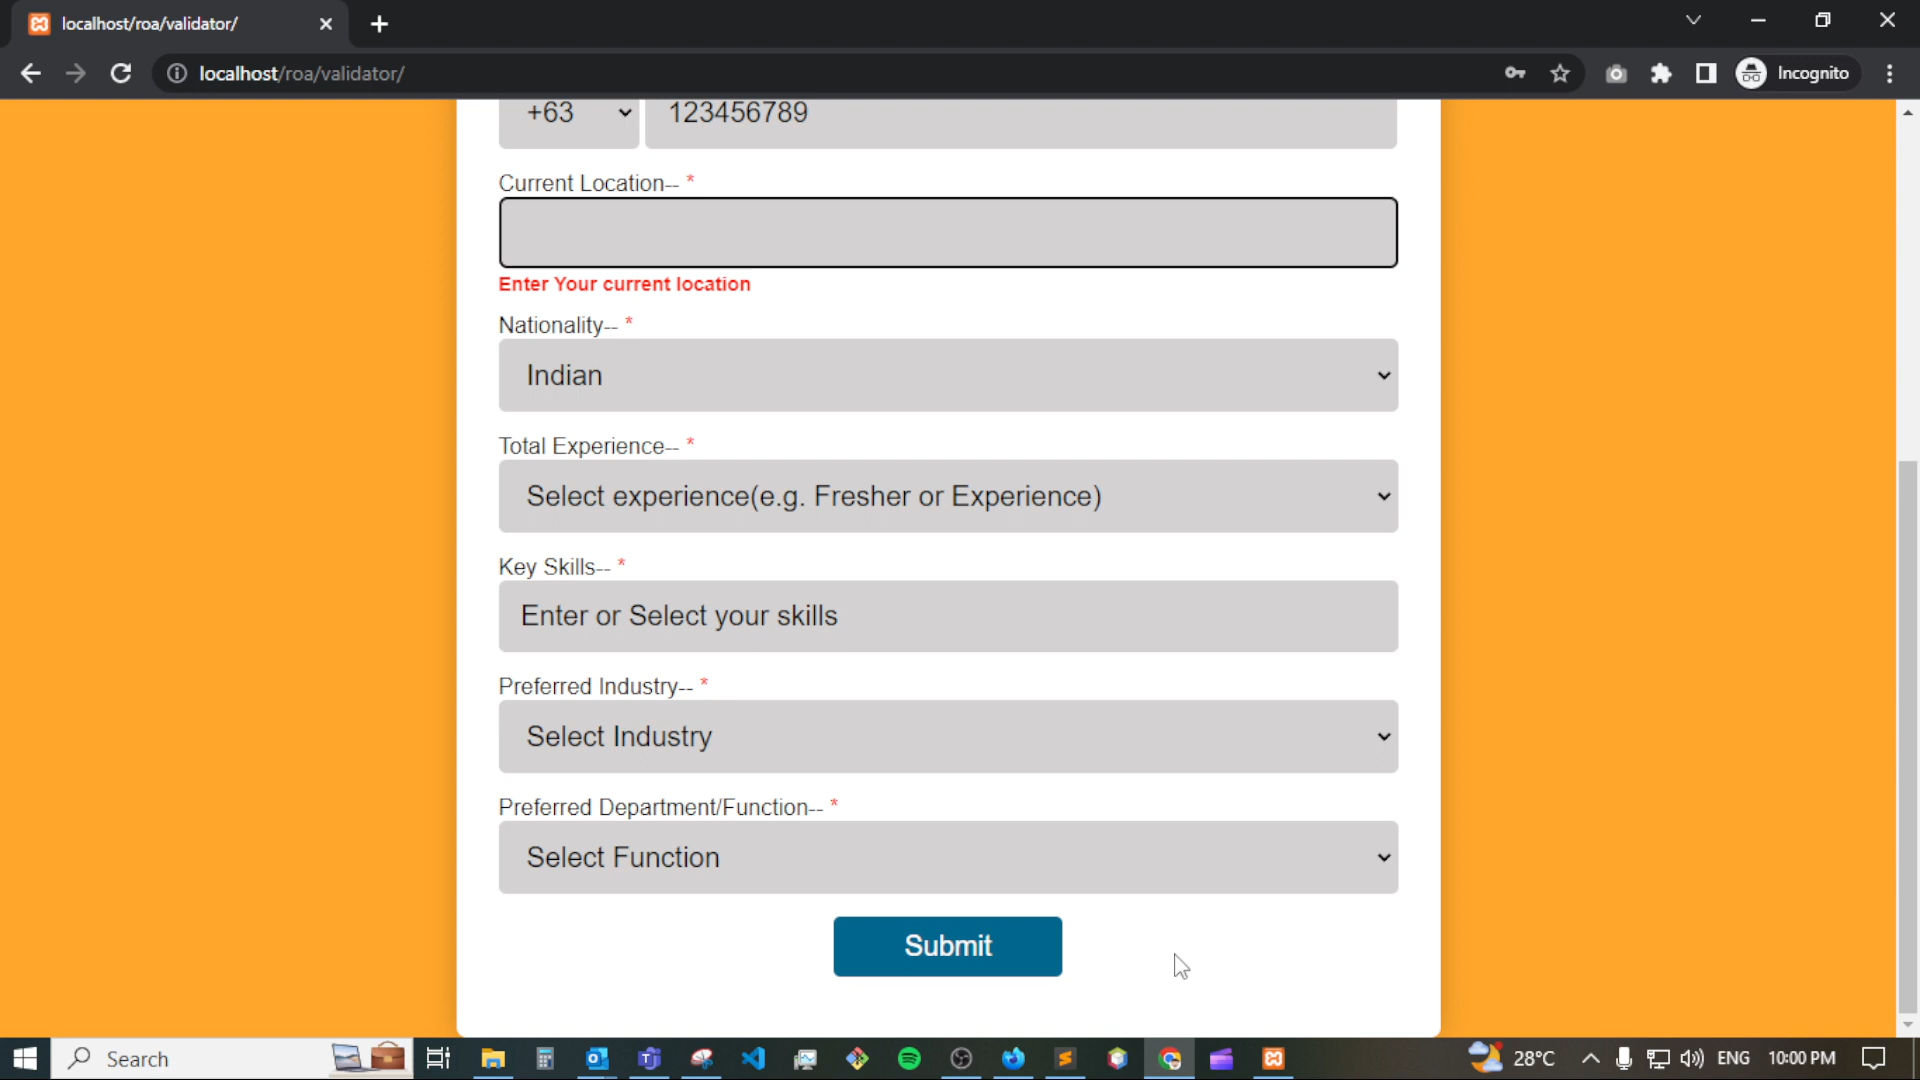 localhost/roa/validator/
localhost/roa/validator/
Incognito
+63
123456789
Current Location-- *
Enter Your current location
Nationality-- *
Indian
Total Experience-- *
Select experience(e.g. Fresher or Experience)
Key Skills-- *
Enter or Select your skills
Preferred Industry-- *
Select Industry
Preferred Department/Function-- *
Select Function
Submit
Search
28°C
ENG
10:00 PM